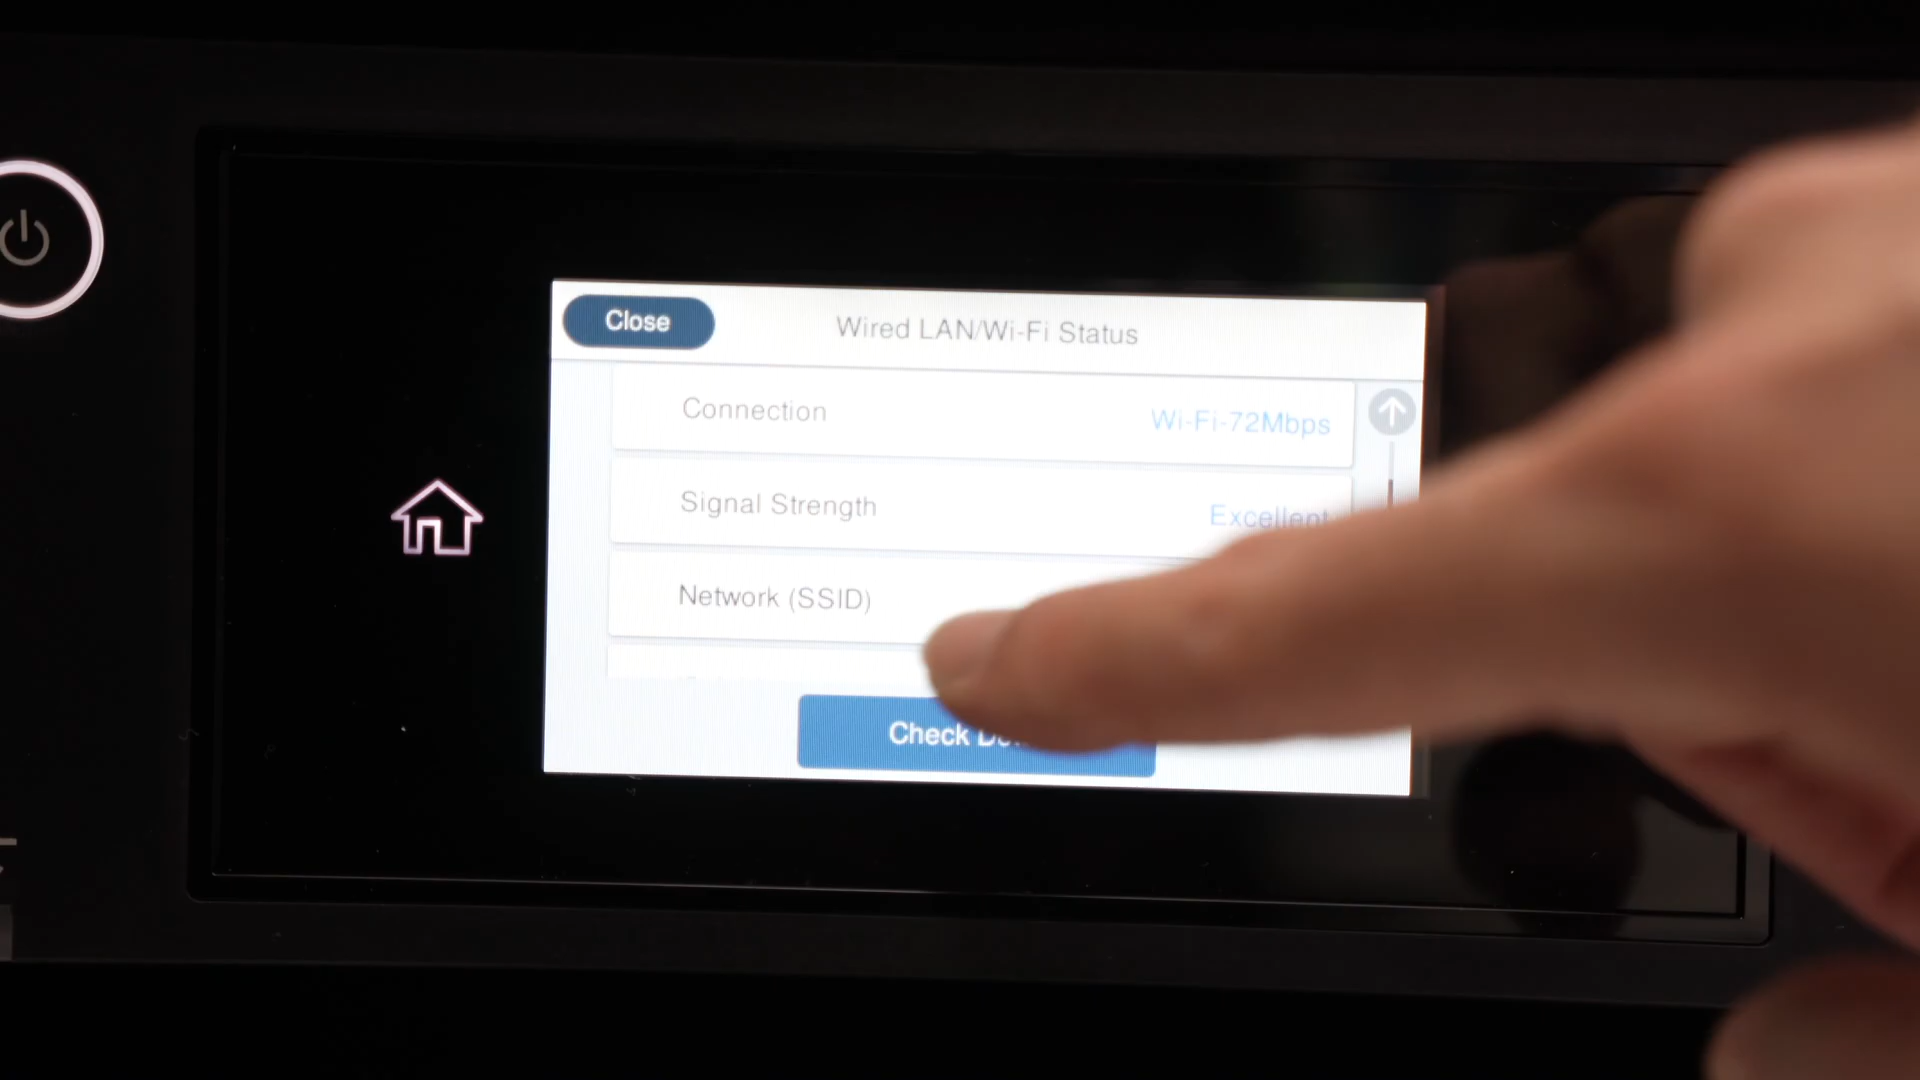 Close
Wired LAN/Wi-Fi Status
Connection
Wi-Fi-72Mbps
Signal Strength
Excellent
Network (SSID)
Check